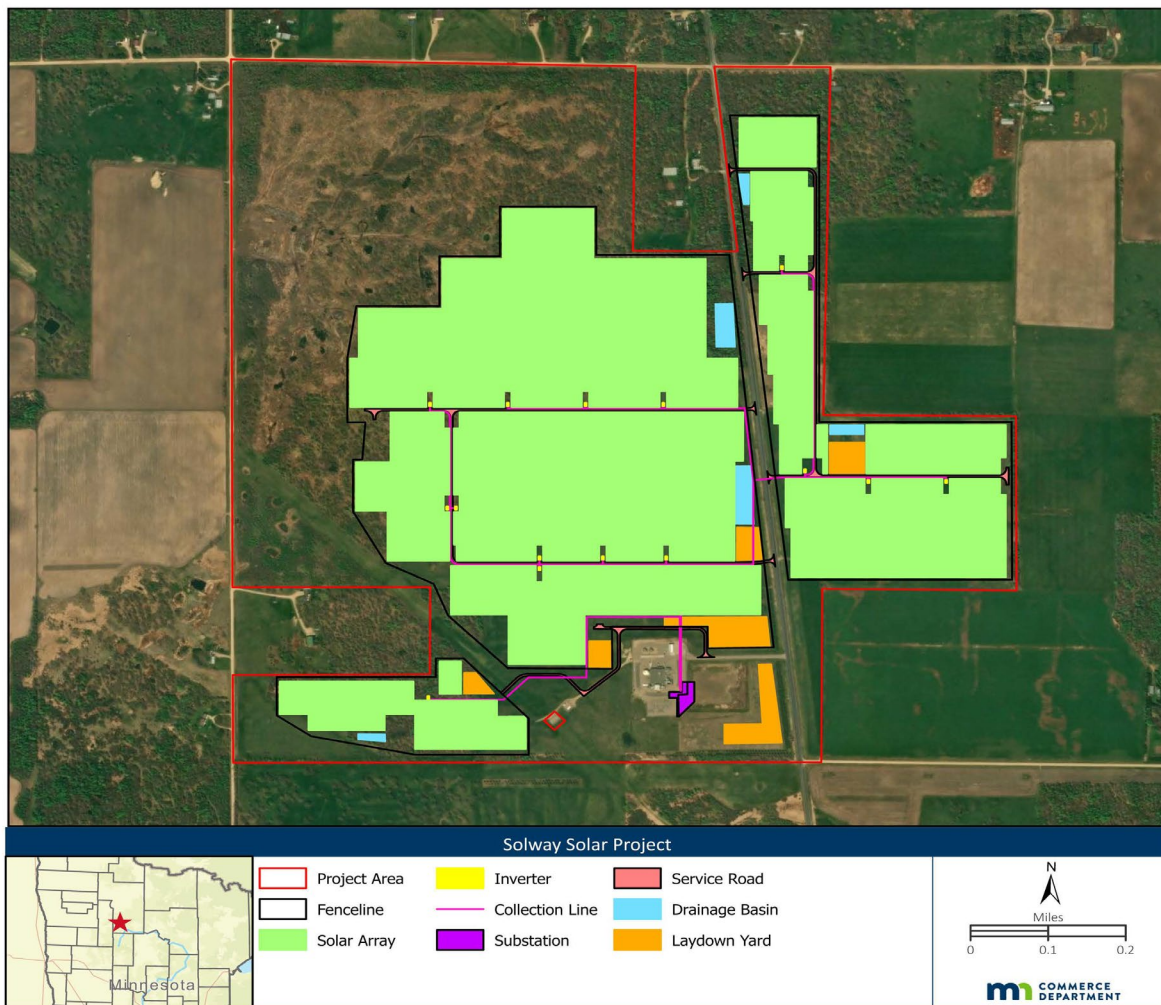 Solway Solar Project
Minnesota
Project Area
Fenceline
Solar Array
Inverter
Collection Line
Substation
Service Road
Drainage Basin
Laydown Yard
N
Miles
0 0.1 0.2
mn COMMERCE
DEPARTMENT